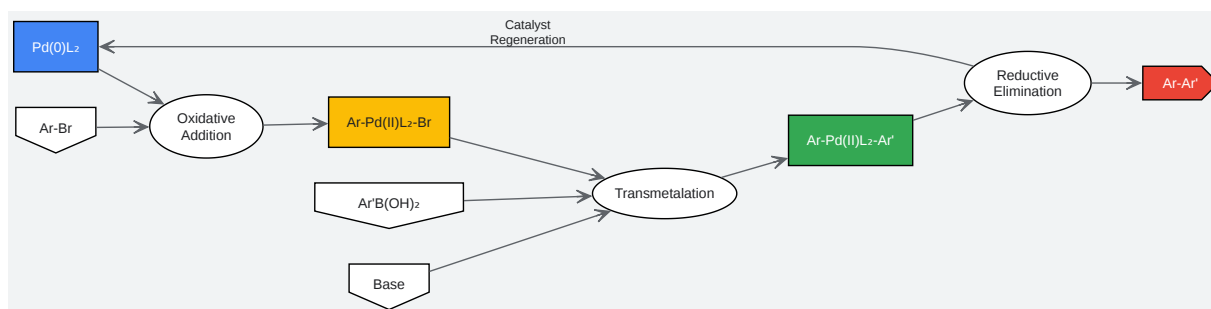 Catalyst
Regeneration
Pd(0)L₂
Ar-Br
Oxidative
Addition
Ar-Pd(II)L₂-Br
Ar'B(OH)₂
Base
Transmetalation
Ar-Pd(II)L₂-Ar'
Reductive
Elimination
Ar-Ar'